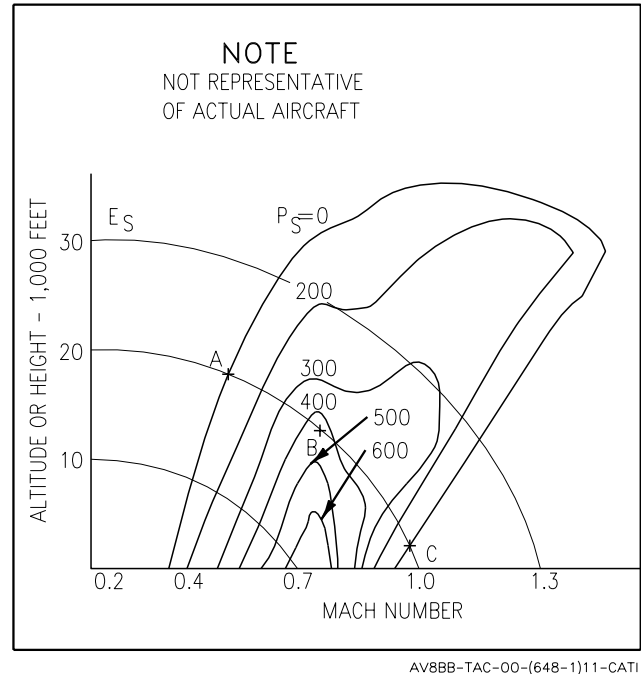 NOTE
NOT REPRESENTATIVE
OF ACTUAL AIRCRAFT
ES
PS=0
30
200
20
A
300
400
500
B
600
10
C
0.2 0.4 0.7 1.0 1.3
MACH NUMBER
ALTITUDE OR HEIGHT - 1,000 FEET
AV8BB-TAC-00-(648-1)11-CATI